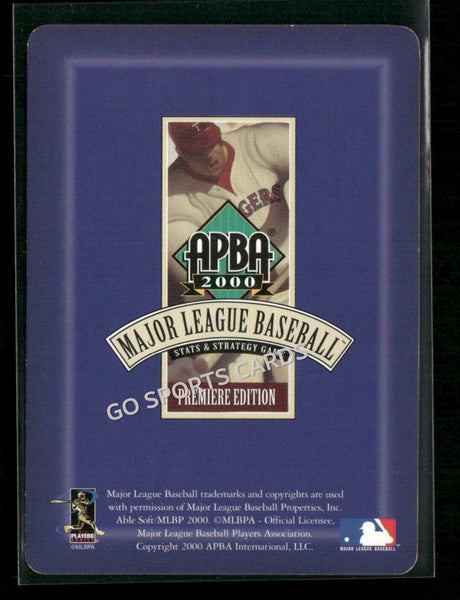 T
GERS
APBA®
2000
MAJOR LEAGUE BASEBALL™
STATS & STRATEGY GAME
GO SPORTS CARDS
PREMIERE EDITION
Major League Baseball trademarks and copyrights are used
with permission of Major League Baseball Properties, Inc.
Able Soft/MLBP 2000. ©MLBPA - Official Licensee,
Major League Baseball Players Association.
Copyright 2000 APBA International, LLC.
PLAYERS
©MLBPA
MAJOR LEAGUE BASEBALL